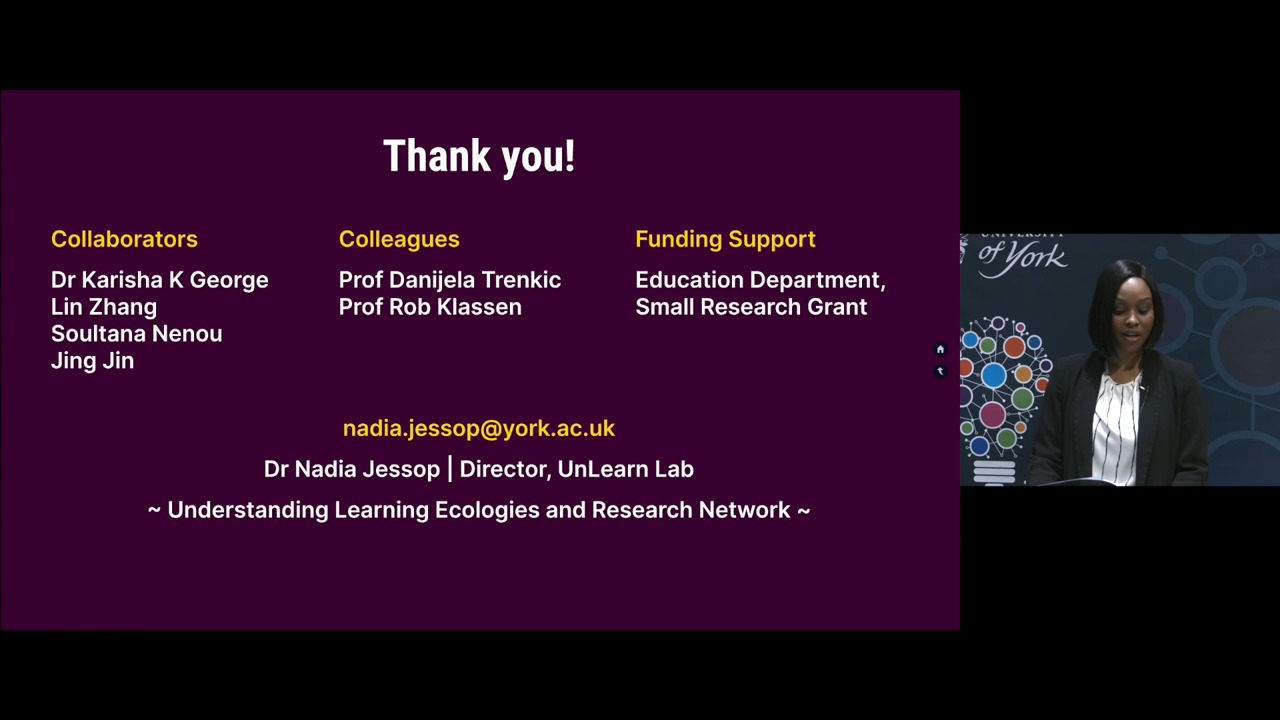 Thank you!
Collaborators
Dr Karisha K George
Lin Zhang
Soultana Nenou
Jing Jin
Colleagues
Prof Danijela Trenkic
Prof Rob Klassen
Funding Support
Education Department,
Small Research Grant
nadia.jessop@york.ac.uk
Dr Nadia Jessop | Director, UnLearn Lab
~ Understanding Learning Ecologies and Research Network ~
UNIVERSITY
of York